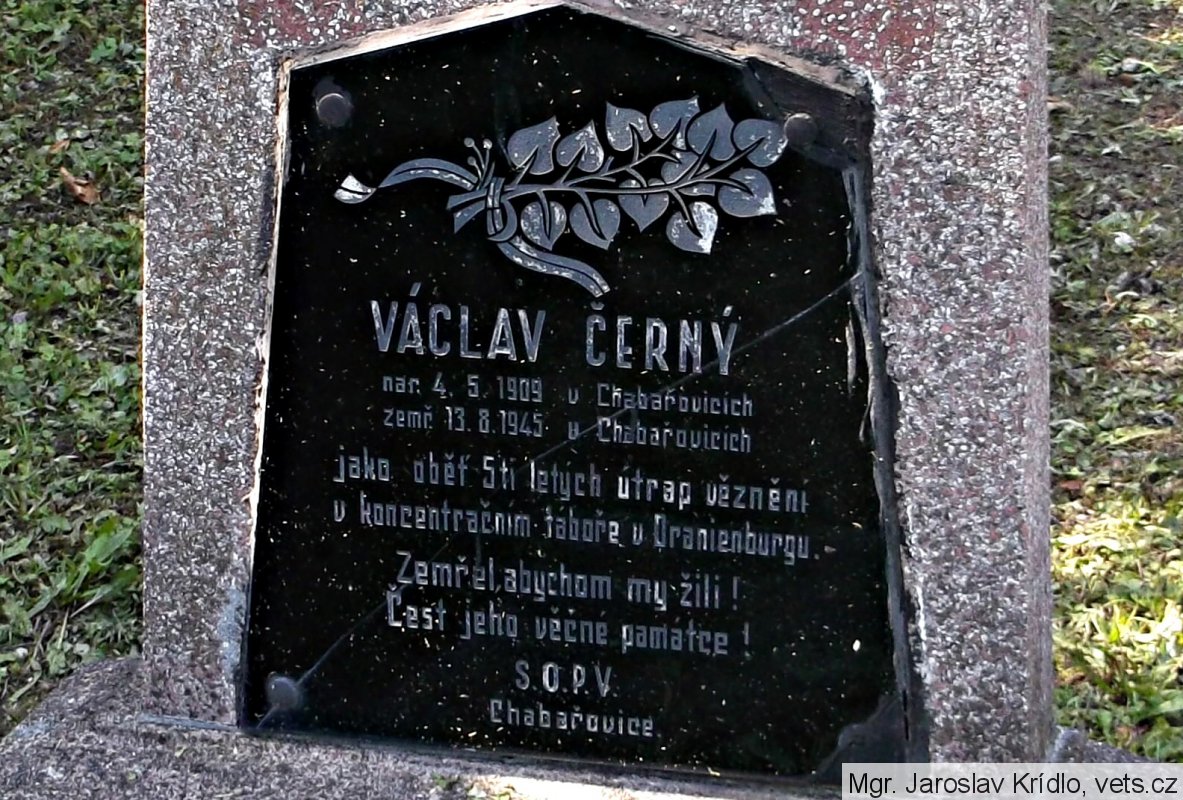 VÁCLAV ČERNÝ
nar. 4. 5. 1909 v Chabařovicích
zemř. 13. 8. 1945 v Chabařovicích
jako oběť 5ti letých útrap věznění
v koncentračním táboře v Oranienburgu.
Zemřel, abychom my žili!
Čest jeho věčné památce!
S.O.P.V.
Chabařovice.
Mgr. Jaroslav Krídlo, vets.cz